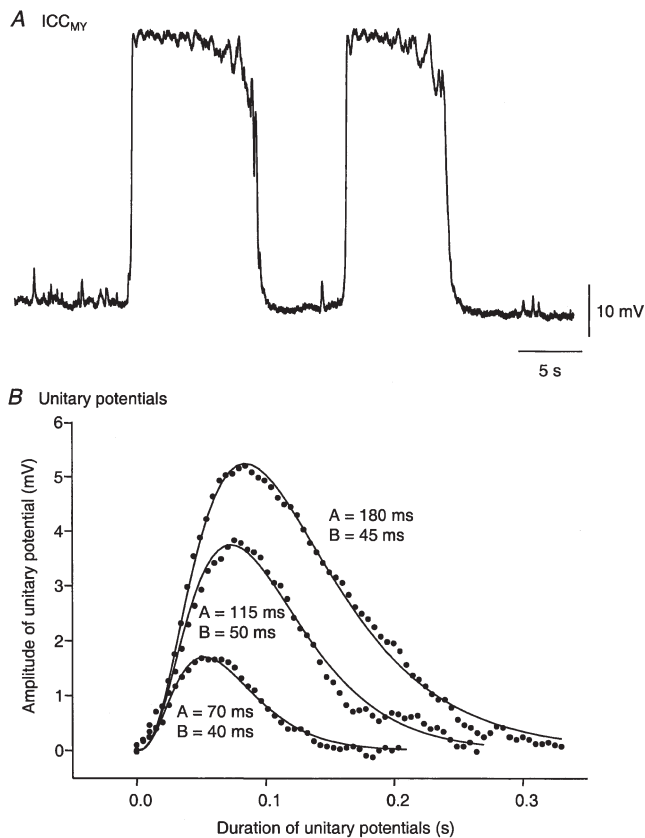 A ICCMY
10 mV
5 s
B Unitary potentials
6
5
4
3
2
1
0
Amplitude of unitary potential (mV)
A = 180 ms
B = 45 ms
A = 115 ms
B = 50 ms
A = 70 ms
B = 40 ms
0.0 0.1 0.2 0.3
Duration of unitary potentials (s)